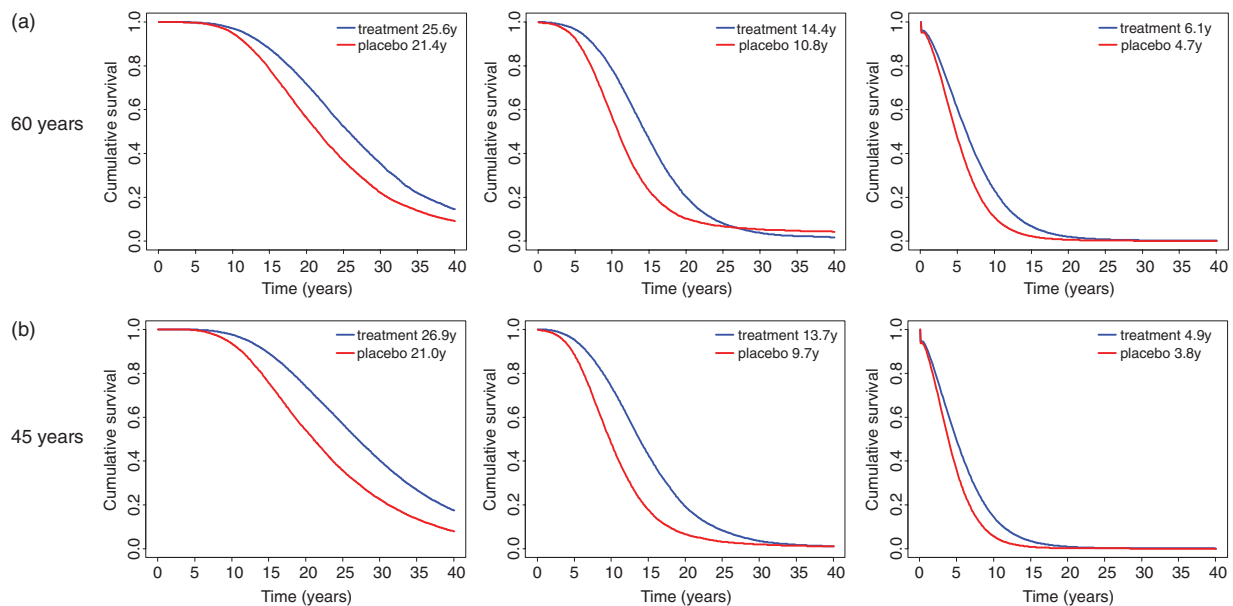 (a)
60 years
treatment 25.6y
placebo 21.4y
Cumulative survival
0.0 0.2 0.4 0.6 0.8 1.0
0 5 10 15 20 25 30 35 40
Time (years)
treatment 14.4y
placebo 10.8y
Cumulative survival
0.0 0.2 0.4 0.6 0.8 1.0
0 5 10 15 20 25 30 35 40
Time (years)
treatment 6.1y
placebo 4.7y
Cumulative survival
0.0 0.2 0.4 0.6 0.8 1.0
0 5 10 15 20 25 30 35 40
Time (years)
(b)
45 years
treatment 26.9y
placebo 21.0y
Cumulative survival
0.0 0.2 0.4 0.6 0.8 1.0
0 5 10 15 20 25 30 35 40
Time (years)
treatment 13.7y
placebo 9.7y
Cumulative survival
0.0 0.2 0.4 0.6 0.8 1.0
0 5 10 15 20 25 30 35 40
Time (years)
treatment 4.9y
placebo 3.8y
Cumulative survival
0.0 0.2 0.4 0.6 0.8 1.0
0 5 10 15 20 25 30 35 40
Time (years)